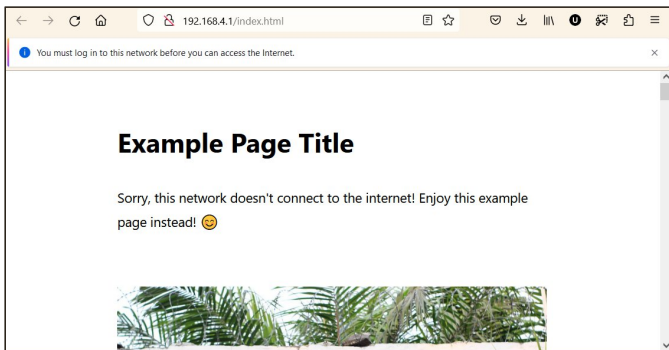 192.168.4.1/index.html
You must log in to this network before you can access the Internet.
Example Page Title
Sorry, this network doesn't connect to the internet! Enjoy this example
page instead! 😊